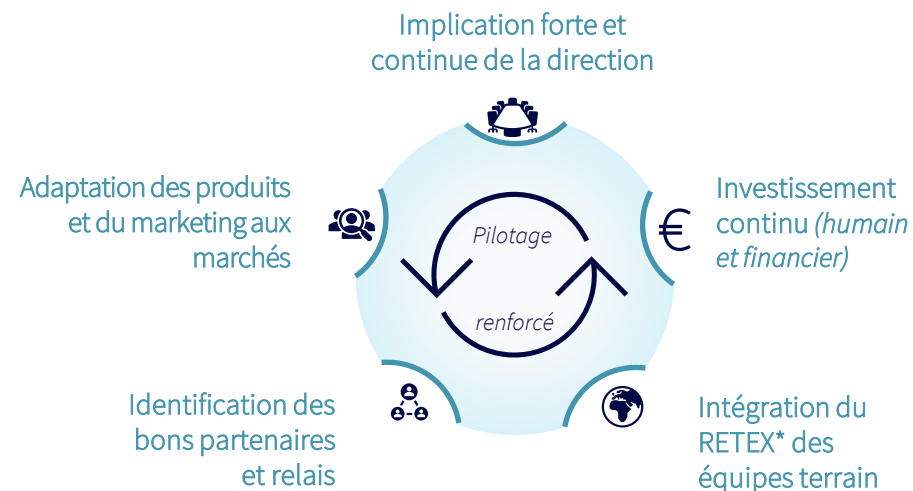 Implication forte et
continue de la direction
Adaptation des produits
et du marketing aux
marchés
Investissement
continu (humain
et financier)
Pilotage
renforcé
Identification des
bons partenaires
et relais
Intégration du
RETEX* des
équipes terrain